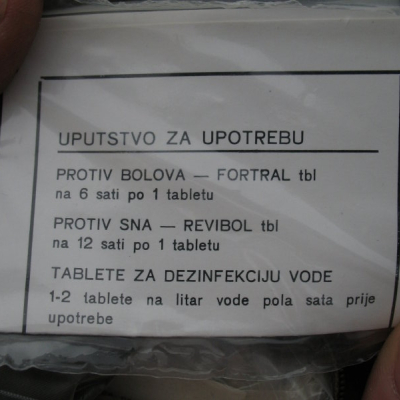 UPUTSTVO ZA UPOTREBU
PROTIV BOLOVA — FORTRAL tbl
na 6 sati po 1 tabletu
PROTIV SNA — REVIBOL tbl
na 12 sati po 1 tabletu
TABLETE ZA DEZINFEKCIJU VODE
1-2 tablete na litar vode pola sata prije
upotrebe